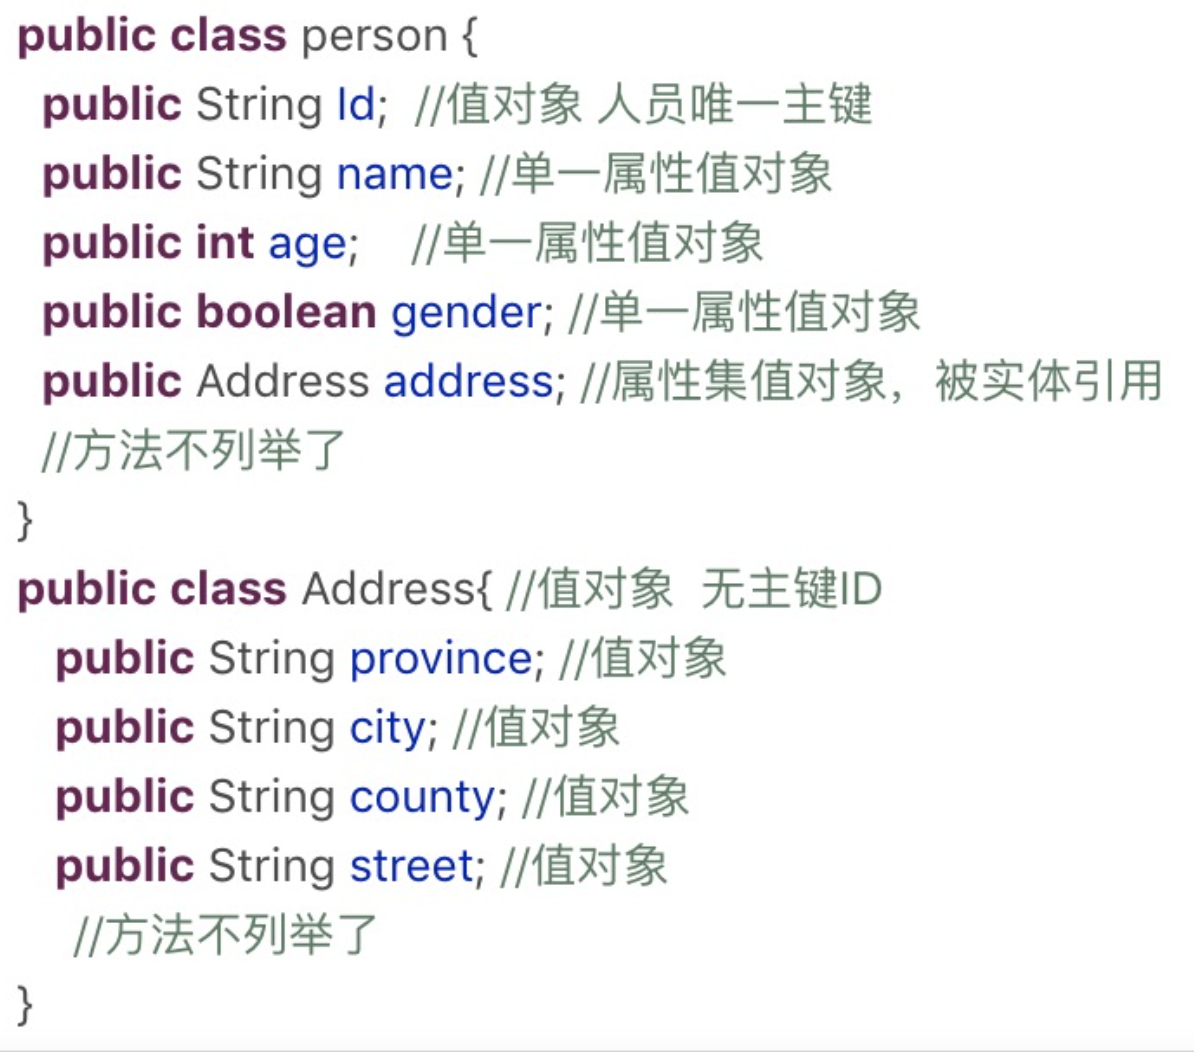 public class person {
public String Id;  //值对象 人员唯一主键
public String name; //单一属性值对象
public int age;    //单一属性值对象
public boolean gender; //单一属性值对象
public Address address; //属性集值对象，被实体引用
//方法不列举了
}
public class Address{ //值对象  无主键ID
public String province; //值对象
public String city; //值对象
public String county; //值对象
public String street; //值对象
//方法不列举了
}